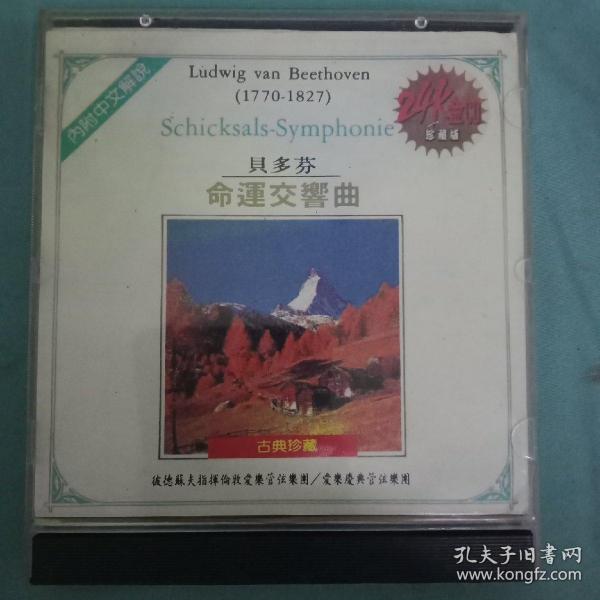 內附中文解說
Ludwig van Beethoven
(1770-1827)
24K金CD
珍藏版
Schicksals-Symphonie
貝多芬
命運交響曲
古典珍藏
彼德蘇夫指揮倫敦愛樂管弦樂團/愛樂慶典管弦樂團
孔夫子旧书网
www.kongfz.com